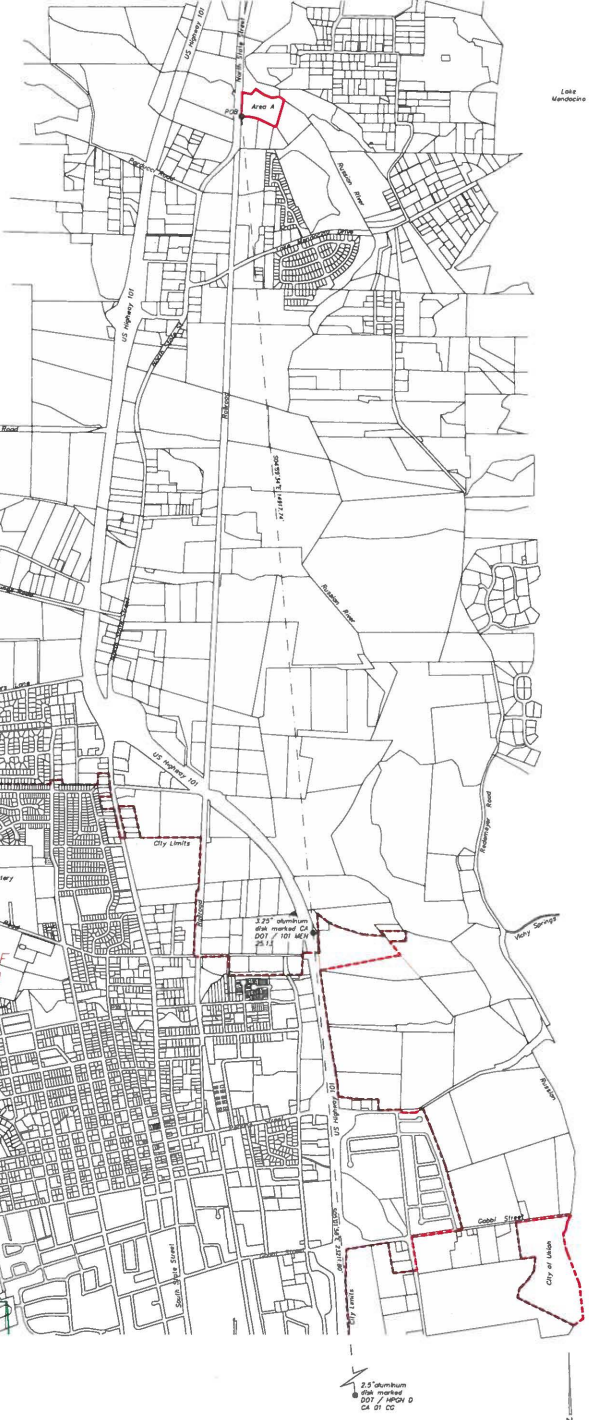 US Highway 101
North State Street
Area A
POB
Lake
Mendocino
Russian
River
Lake Mendocino Drive
US Highway 101
Railroad
Road
Russian
River
US Highway 101
Redemeyer Road
City Limits
Railroad
3.25" aluminum
disk marked CA
DOT / 101 MEN
25.13
Vichy Springs
US Highway 101
Russian
Gobbi Street
City of Ukiah
South State Street
City Limits
2.5" aluminum
disk marked
DOT / HPGN D
CA 01 CG